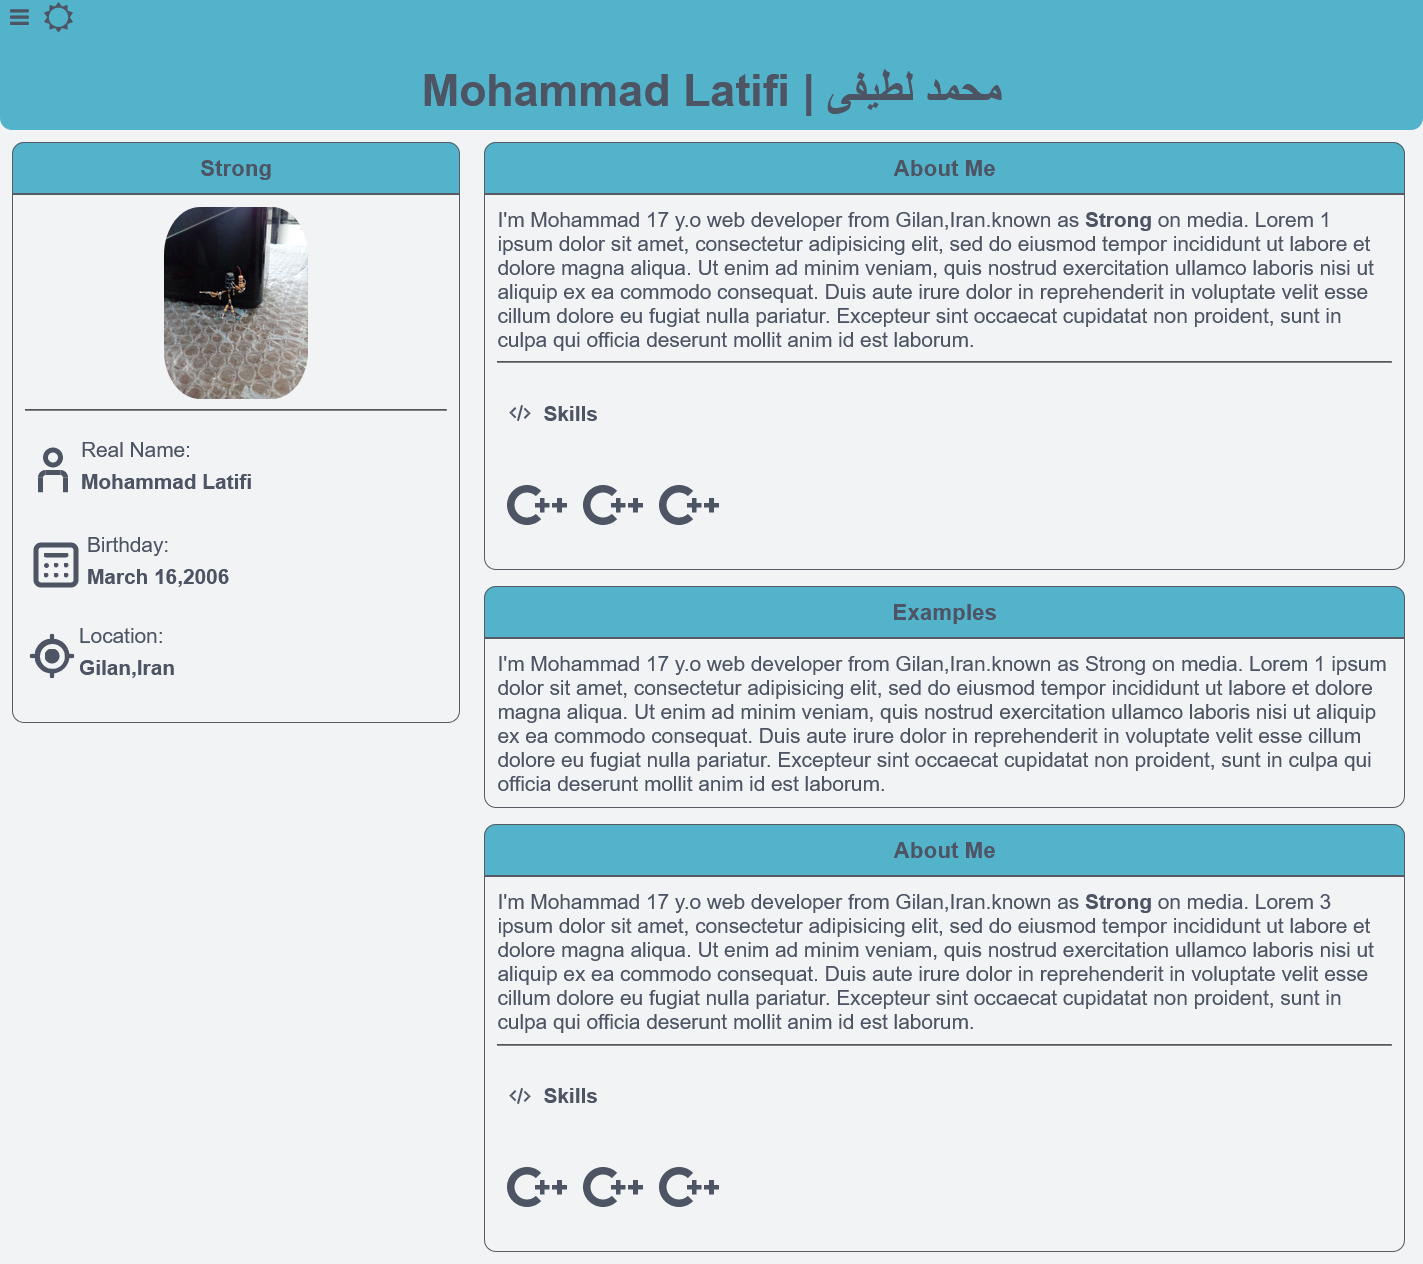 Mohammad Latifi | محمد لطیفی
Strong
Real Name:
Mohammad Latifi
Birthday:
March 16,2006
Location:
Gilan,Iran
About Me
I'm Mohammad 17 y.o web developer from Gilan,Iran.known as Strong on media. Lorem 1
ipsum dolor sit amet, consectetur adipisicing elit, sed do eiusmod tempor incididunt ut labore et
dolore magna aliqua. Ut enim ad minim veniam, quis nostrud exercitation ullamco laboris nisi ut
aliquip ex ea commodo consequat. Duis aute irure dolor in reprehenderit in voluptate velit esse
cillum dolore eu fugiat nulla pariatur. Excepteur sint occaecat cupidatat non proident, sunt in
culpa qui officia deserunt mollit anim id est laborum.
Skills
C++ C++ C++
Examples
I'm Mohammad 17 y.o web developer from Gilan,Iran.known as Strong on media. Lorem 1 ipsum
dolor sit amet, consectetur adipisicing elit, sed do eiusmod tempor incididunt ut labore et dolore
magna aliqua. Ut enim ad minim veniam, quis nostrud exercitation ullamco laboris nisi ut aliquip
ex ea commodo consequat. Duis aute irure dolor in reprehenderit in voluptate velit esse cillum
dolore eu fugiat nulla pariatur. Excepteur sint occaecat cupidatat non proident, sunt in culpa qui
officia deserunt mollit anim id est laborum.
About Me
I'm Mohammad 17 y.o web developer from Gilan,Iran.known as Strong on media. Lorem 3
ipsum dolor sit amet, consectetur adipisicing elit, sed do eiusmod tempor incididunt ut labore et
dolore magna aliqua. Ut enim ad minim veniam, quis nostrud exercitation ullamco laboris nisi ut
aliquip ex ea commodo consequat. Duis aute irure dolor in reprehenderit in voluptate velit esse
cillum dolore eu fugiat nulla pariatur. Excepteur sint occaecat cupidatat non proident, sunt in
culpa qui officia deserunt mollit anim id est laborum.
Skills
C++ C++ C++